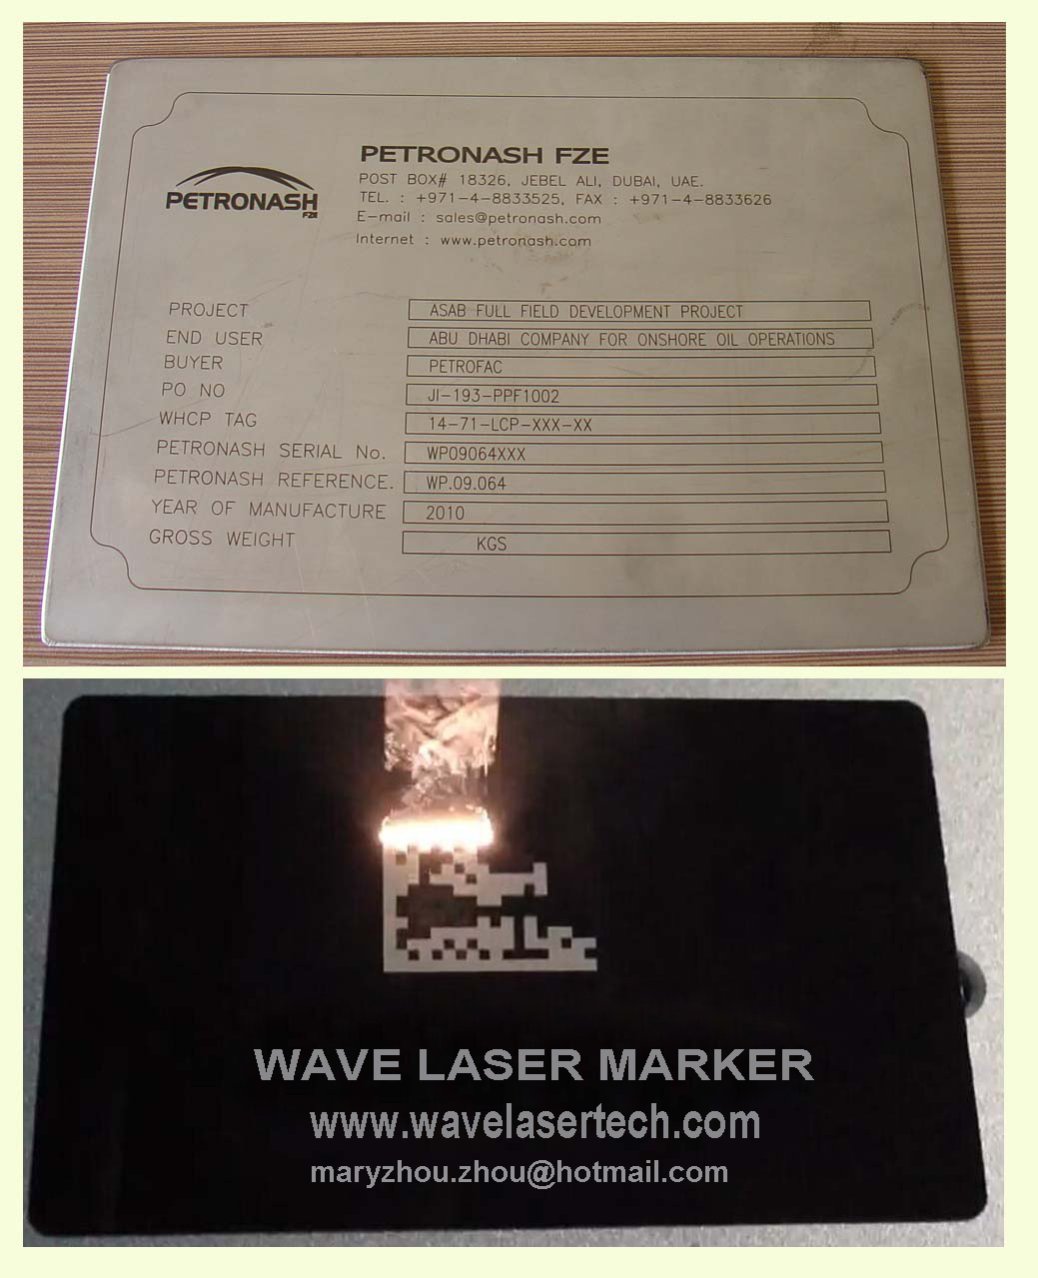 PETRONASH FZE
PETRONASH FZE
POST BOX# 18326, JEBEL ALI, DUBAI, UAE.
TEL. : +971-4-8833525, FAX : +971-4-8833626
E-mail : sales@petronash.com
Internet : www.petronash.com
PROJECT ASAB FULL FIELD DEVELOPMENT PROJECT
END USER ABU DHABI COMPANY FOR ONSHORE OIL OPERATIONS
BUYER PETROFAC
PO NO JI-193-PPF1002
WHCP TAG 14-71-LCP-XXX-XX
PETRONASH SERIAL No. WP09064XXX
PETRONASH REFERENCE. WP.09.064
YEAR OF MANUFACTURE 2010
GROSS WEIGHT KGS
WAVE LASER MARKER
www.wavelasertech.com
maryzhou.zhou@hotmail.com